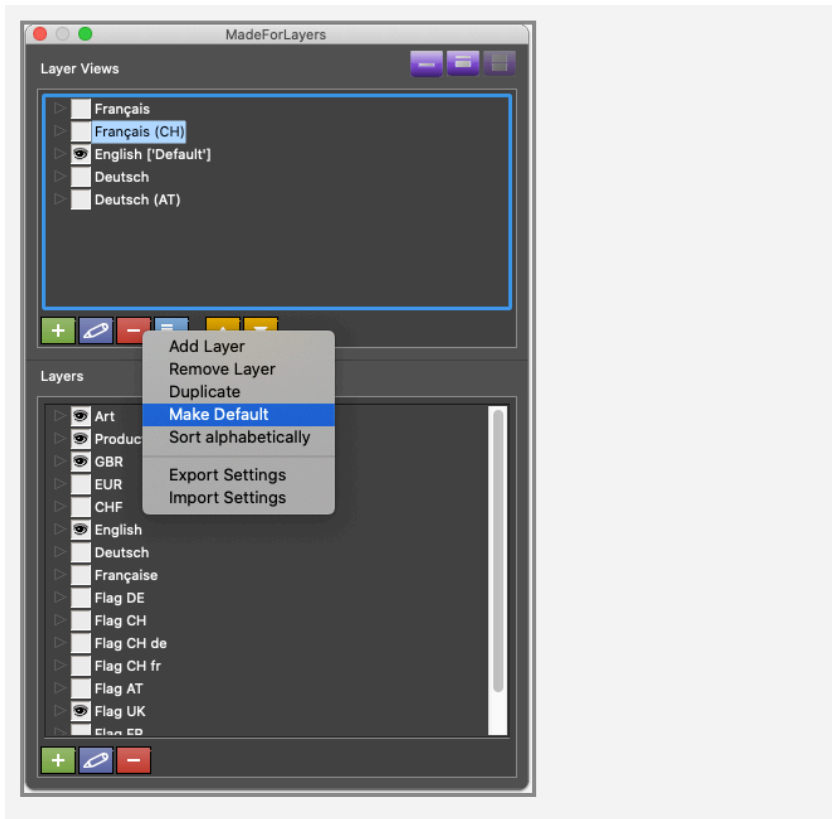 MadeForLayers
Layer Views
Français
Français (CH)
English ['Default']
Deutsch
Deutsch (AT)
Add Layer
Remove Layer
Duplicate
Make Default
Sort alphabetically
Export Settings
Import Settings
Layers
Art
GBR
EUR
CHF
English
Deutsch
Française
Flag DE
Flag CH
Flag CH de
Flag CH fr
Flag AT
Flag UK